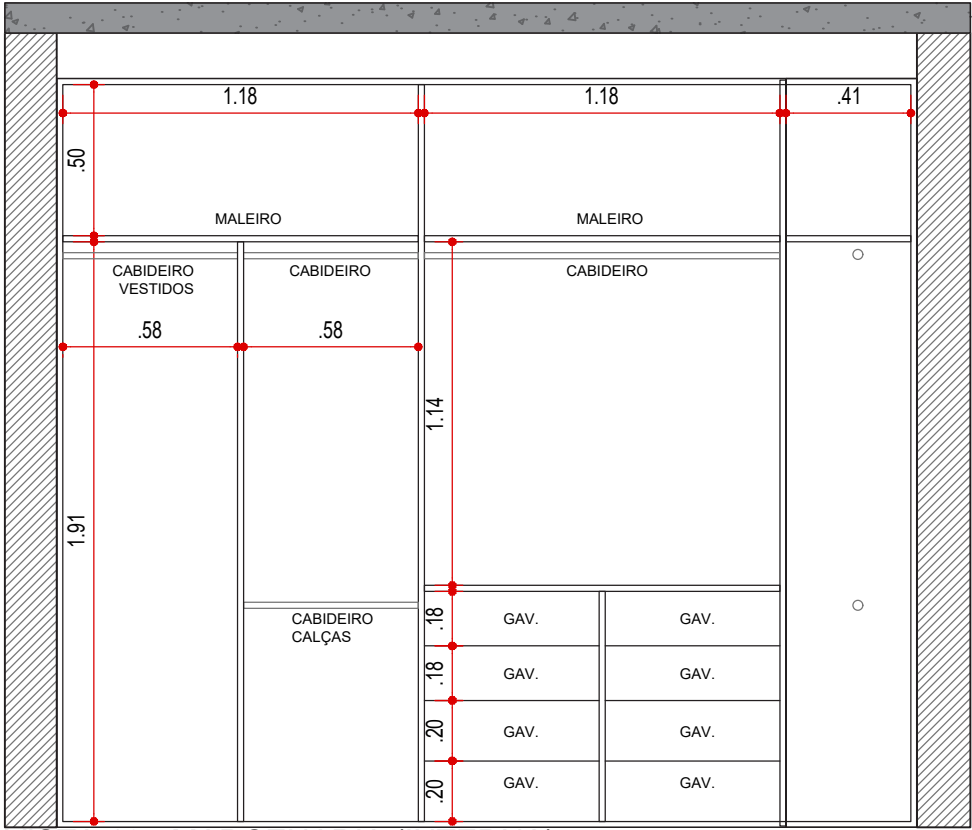 1.18
1.18
.41
.50
MALEIRO
MALEIRO
CABIDEIRO
VESTIDOS
CABIDEIRO
CABIDEIRO
.58
.58
1.14
1.91
CABIDEIRO
CALÇAS
.18
GAV.
GAV.
.18
GAV.
GAV.
.20
GAV.
GAV.
.20
GAV.
GAV.